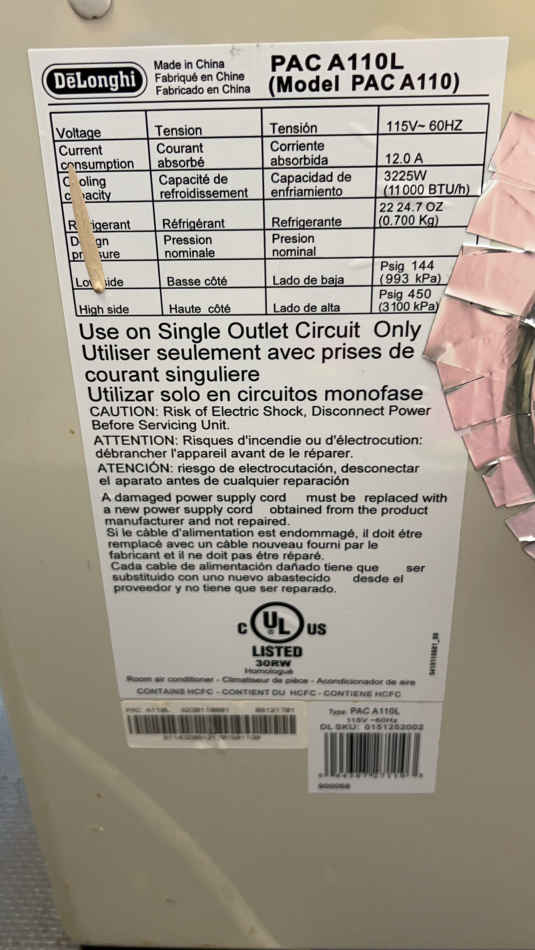 DeLonghi
Made in China
Fabriqué en Chine
Fabricado en China
PAC A110L
(Model PAC A110)
Voltage Tension Tensión 115V~ 60HZ
Current consumption Courant absorbé Corriente absorbida 12.0 A
Capacité de refroidissement Capacidad de enfriamiento 3225W (11000 BTU/h)
Réfrigérant Refrigerante 22 24.7 OZ (0.700 Kg)
Pression nominale Presion nominal
side Basse côté Lado de baja Psig 144 (993 kPa)
High side Haute côté Lado de alta Psig 450 (3100 kPa)
Use on Single Outlet Circuit Only
Utiliser seulement avec prises de
courant singuliere
Utilizar solo en circuitos monofase
CAUTION: Risk of Electric Shock, Disconnect Power
Before Servicing Unit.
ATTENTION: Risques d'incendie ou d'électrocution:
débrancher l'appareil avant de le réparer.
ATENCIÓN: riesgo de electrocutación, desconectar
el aparato antes de cualquier reparación
A damaged power supply cord must be replaced with
a new power supply cord obtained from the product
manufacturer and not repaired.
Si le câble d'alimentation est endommagé, il doit étre
remplacé avec un câble nouveau fourni par le
fabricant et il ne doit pas être réparé.
Cada cable de alimentación dañado tiene que ser
substituido con uno nuevo abastecido desde el
proveedor y no tiene que ser reparado.
C UL US
LISTED
30RW
Homologue
Room air conditioner - Climatiseur de pièce - Acondicionador de aire
CONTAINS HCFC - CONTIENT DU HCFC - CONTIENE HCFC
PAC A110L
Type: PAC A110L
115V ~60Hz
DL SKU: 0151252002